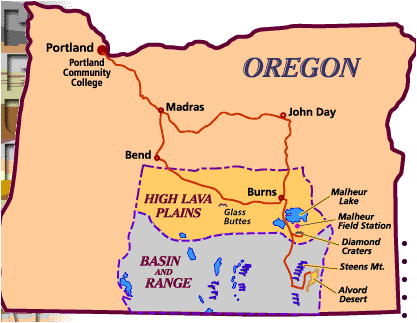 Portland
Portland
Community
College
OREGON
Madras
John Day
Bend
HIGH LAVA
PLAINS
Glass
Buttes
Burns
Malheur
Lake
Malheur
Field Station
Diamond
Craters
BASIN
AND
RANGE
Steens Mt.
Alvord
Desert